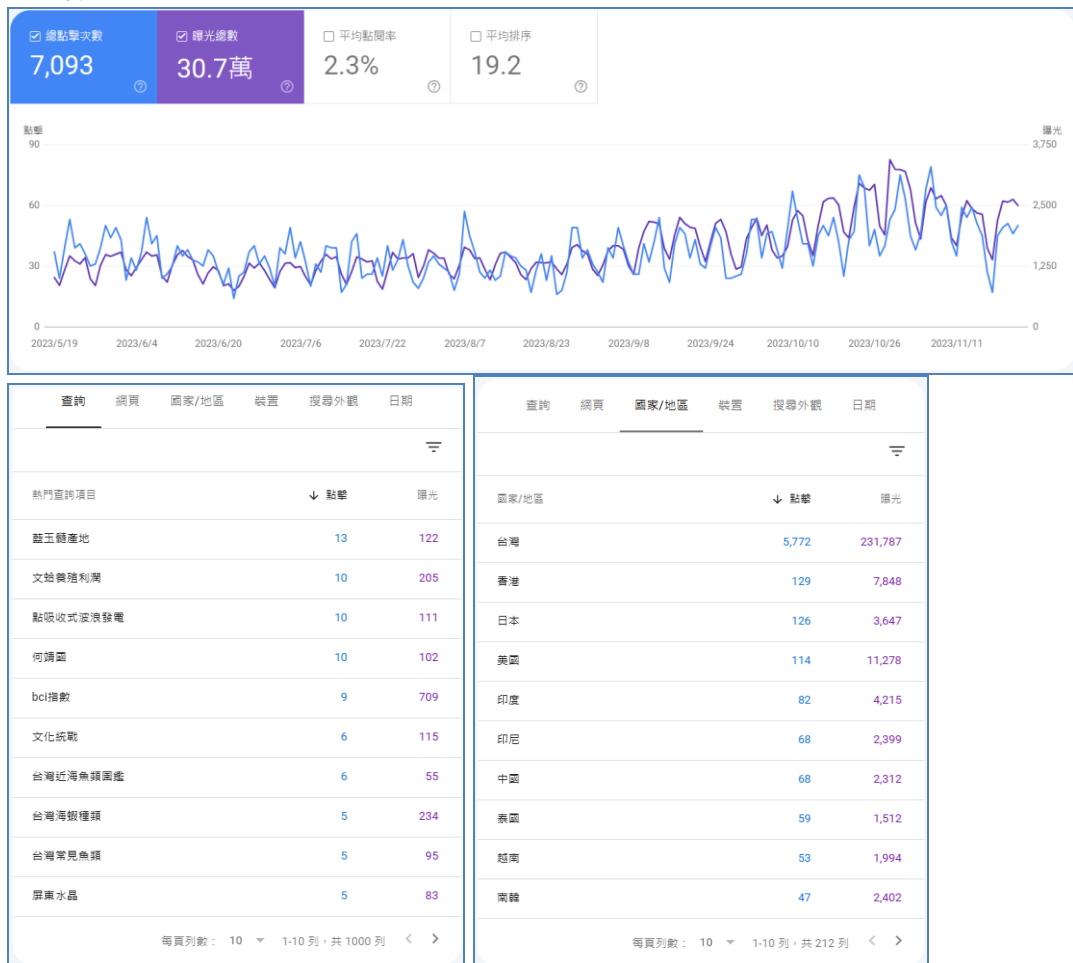 總點擊次數
7,093
曝光總數
30.7萬
平均點閱率
2.3%
平均排序
19.2
點擊
曝光
90
3,750
60
2,500
30
1,250
0
0
2023/5/19 2023/6/4 2023/6/20 2023/7/6 2023/7/22 2023/8/7 2023/8/23 2023/9/8 2023/9/24 2023/10/10 2023/10/26 2023/11/11
查詢 網頁 國家/地區 裝置 搜尋外觀 日期
熱門查詢項目 點擊 曝光
藍玉髓產地 13 122
文蛤養殖利潤 10 205
點吸收式波浪發電 10 111
何靖國 10 102
bci指數 9 709
文化統戰 6 115
台灣近海魚類圖鑑 6 55
台灣海蝦種類 5 234
台灣常見魚類 5 95
屏東水晶 5 83
每頁列數： 10 1-10 列，共 1000 列
查詢 網頁 國家/地區 裝置 搜尋外觀 日期
國家/地區 點擊 曝光
台灣 5,772 231,787
香港 129 7,848
日本 126 3,647
美國 114 11,278
印度 82 4,215
印尼 68 2,399
中國 68 2,312
泰國 59 1,512
越南 53 1,994
南韓 47 2,402
每頁列數： 10 1-10 列，共 212 列